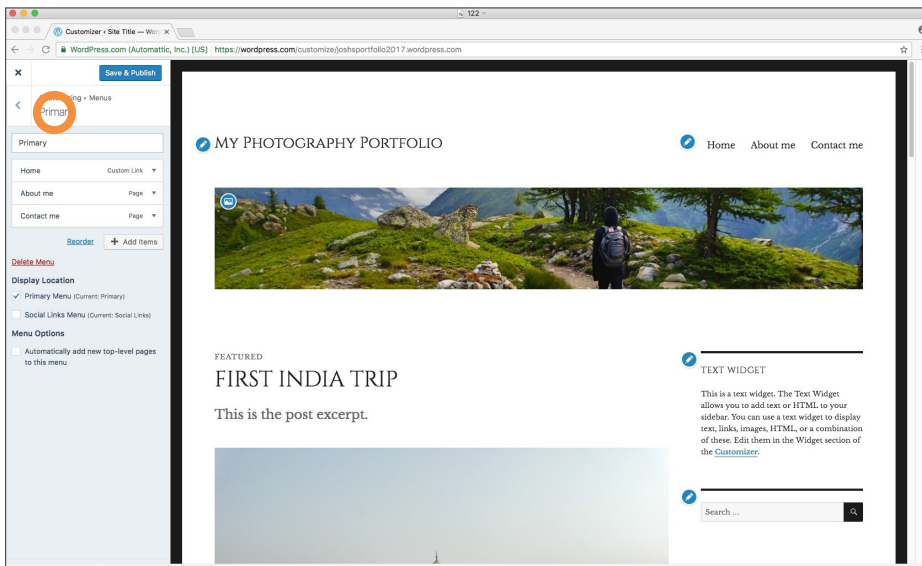 122
Customizer ‹ Site Title — Word
WordPress.com (Automattic, Inc.) [US] https://wordpress.com/customize/joshsportfolio2017.wordpress.com
Save & Publish
Menus
Primary
Primary
Home Custom Link
About me Page
Contact me Page
Reorder + Add Items
Delete Menu
Display Location
Primary Menu (Current: Primary)
Social Links Menu (Current: Social Links)
Menu Options
Automatically add new top-level pages
to this menu
My Photography Portfolio
Home About me Contact me
FEATURED
FIRST INDIA TRIP
This is the post excerpt.
TEXT WIDGET
This is a text widget. The Text Widget
allows you to add text or HTML to your
sidebar. You can use a text widget to display
text, links, images, HTML, or a combination
of these. Edit them in the Widget section of
the Customizer.
Search ...